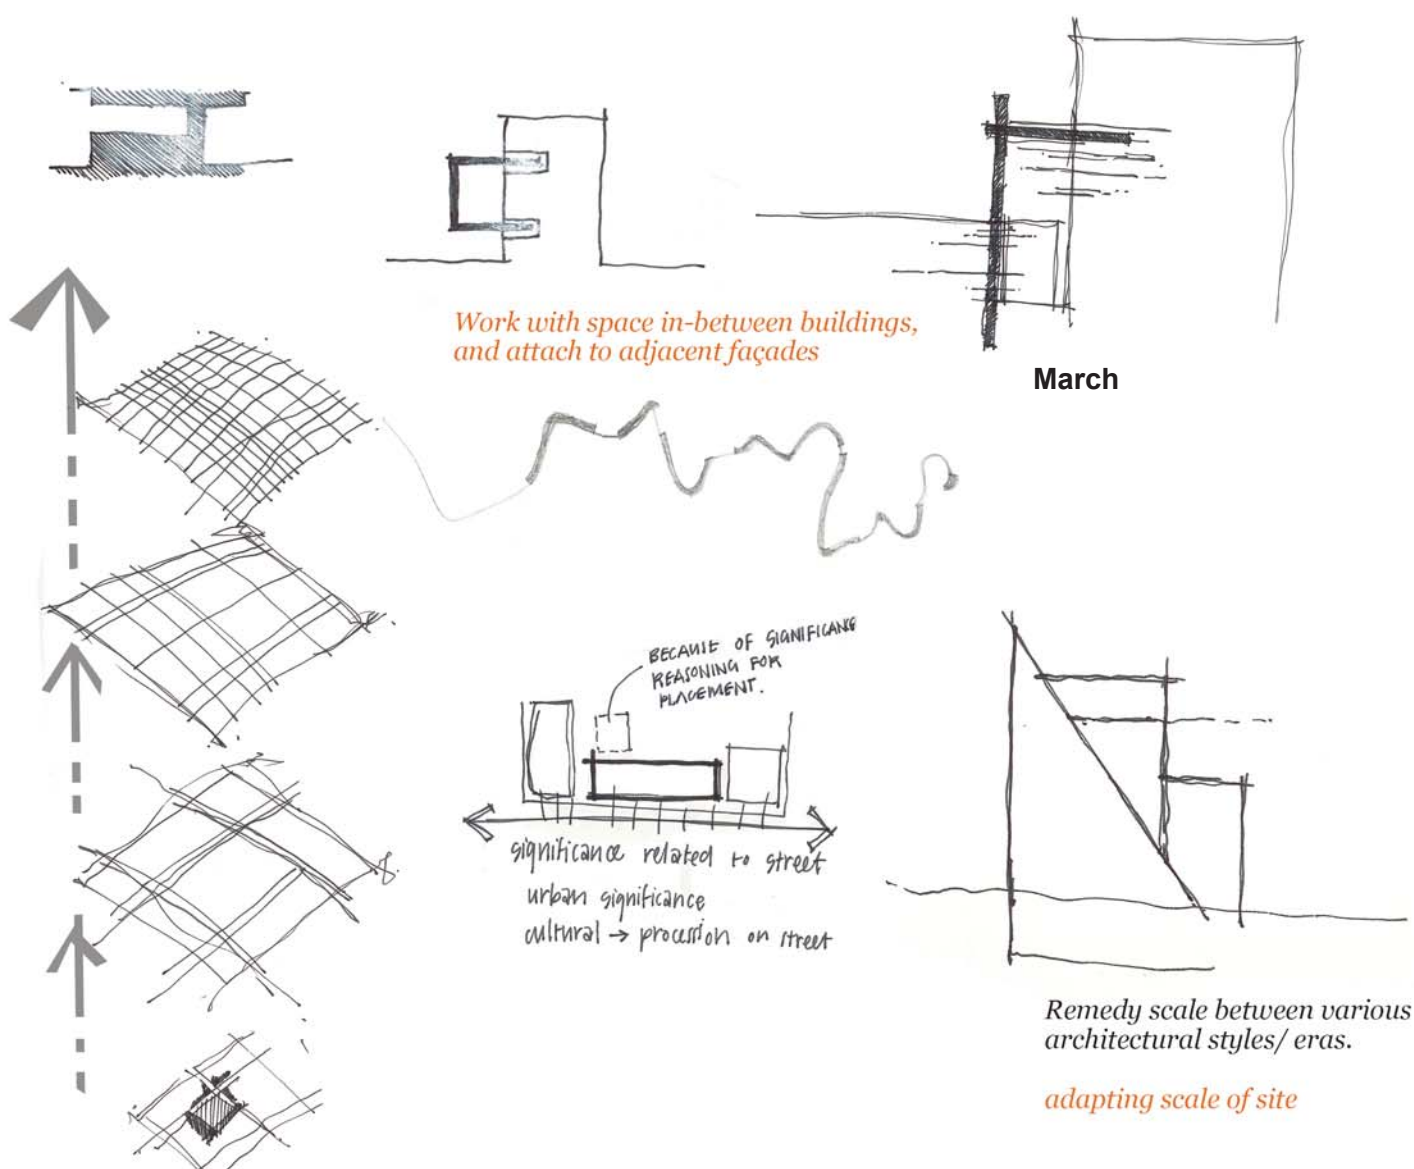 Work with space in-between buildings,
and attach to adjacent façades
March
BECAUSE OF SIGNIFICANCE
REASONING FOR
PLACEMENT.
significance related to street
urban significance
cultural → procession on street
Remedy scale between various
architectural styles/ eras.
adapting scale of site